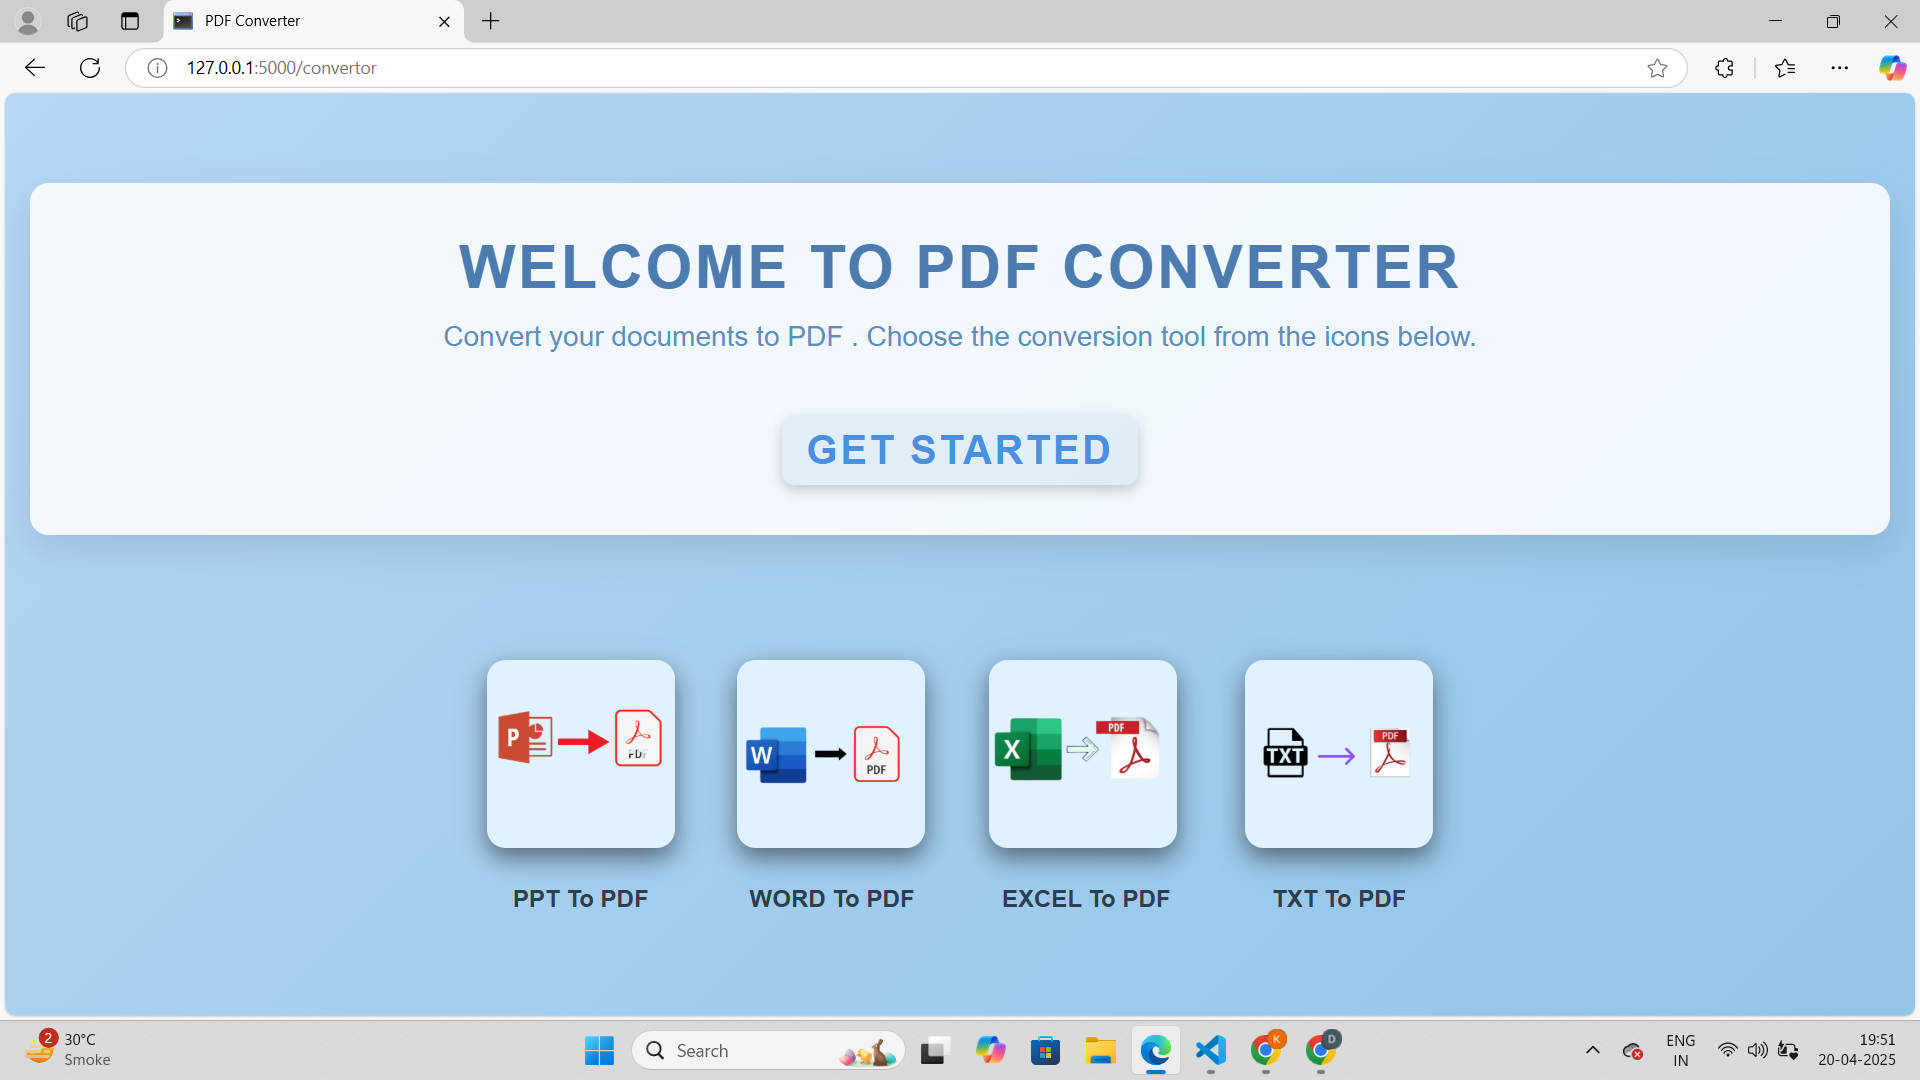 PDF Converter
127.0.0.1:5000/convertor
WELCOME TO PDF CONVERTER
Convert your documents to PDF . Choose the conversion tool from the icons below.
GET STARTED
P
PDF
W
PDF
X
PDF
TXT
PDF
PPT To PDF
WORD To PDF
EXCEL To PDF
TXT To PDF
2
30°C
Smoke
Search
K
D
ENG
IN
19:51
20-04-2025